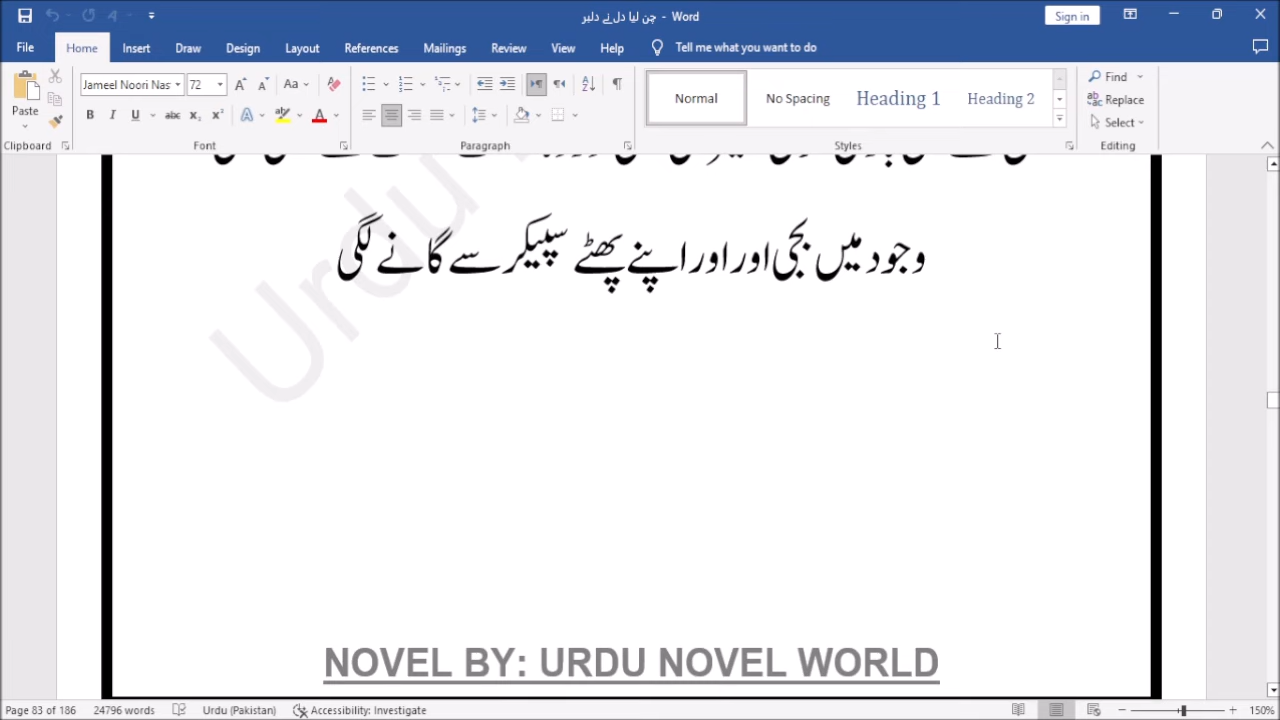 چن لیا دل نے دلبر - Word
Sign in
File Home Insert Draw Design Layout References Mailings Review View Help Tell me what you want to do
Paste
Jameel Noori Nas 72
Normal
No Spacing
Heading 1
Heading 2
Find
Replace
Select
Clipboard Font Paragraph Styles Editing
وجود میں بجی اور اور اپنے پھٹے سپیکر سے گانے لگی
Urdu
NOVEL BY: URDU NOVEL WORLD
Page 83 of 186 24796 words Urdu (Pakistan) Accessibility: Investigate 150%